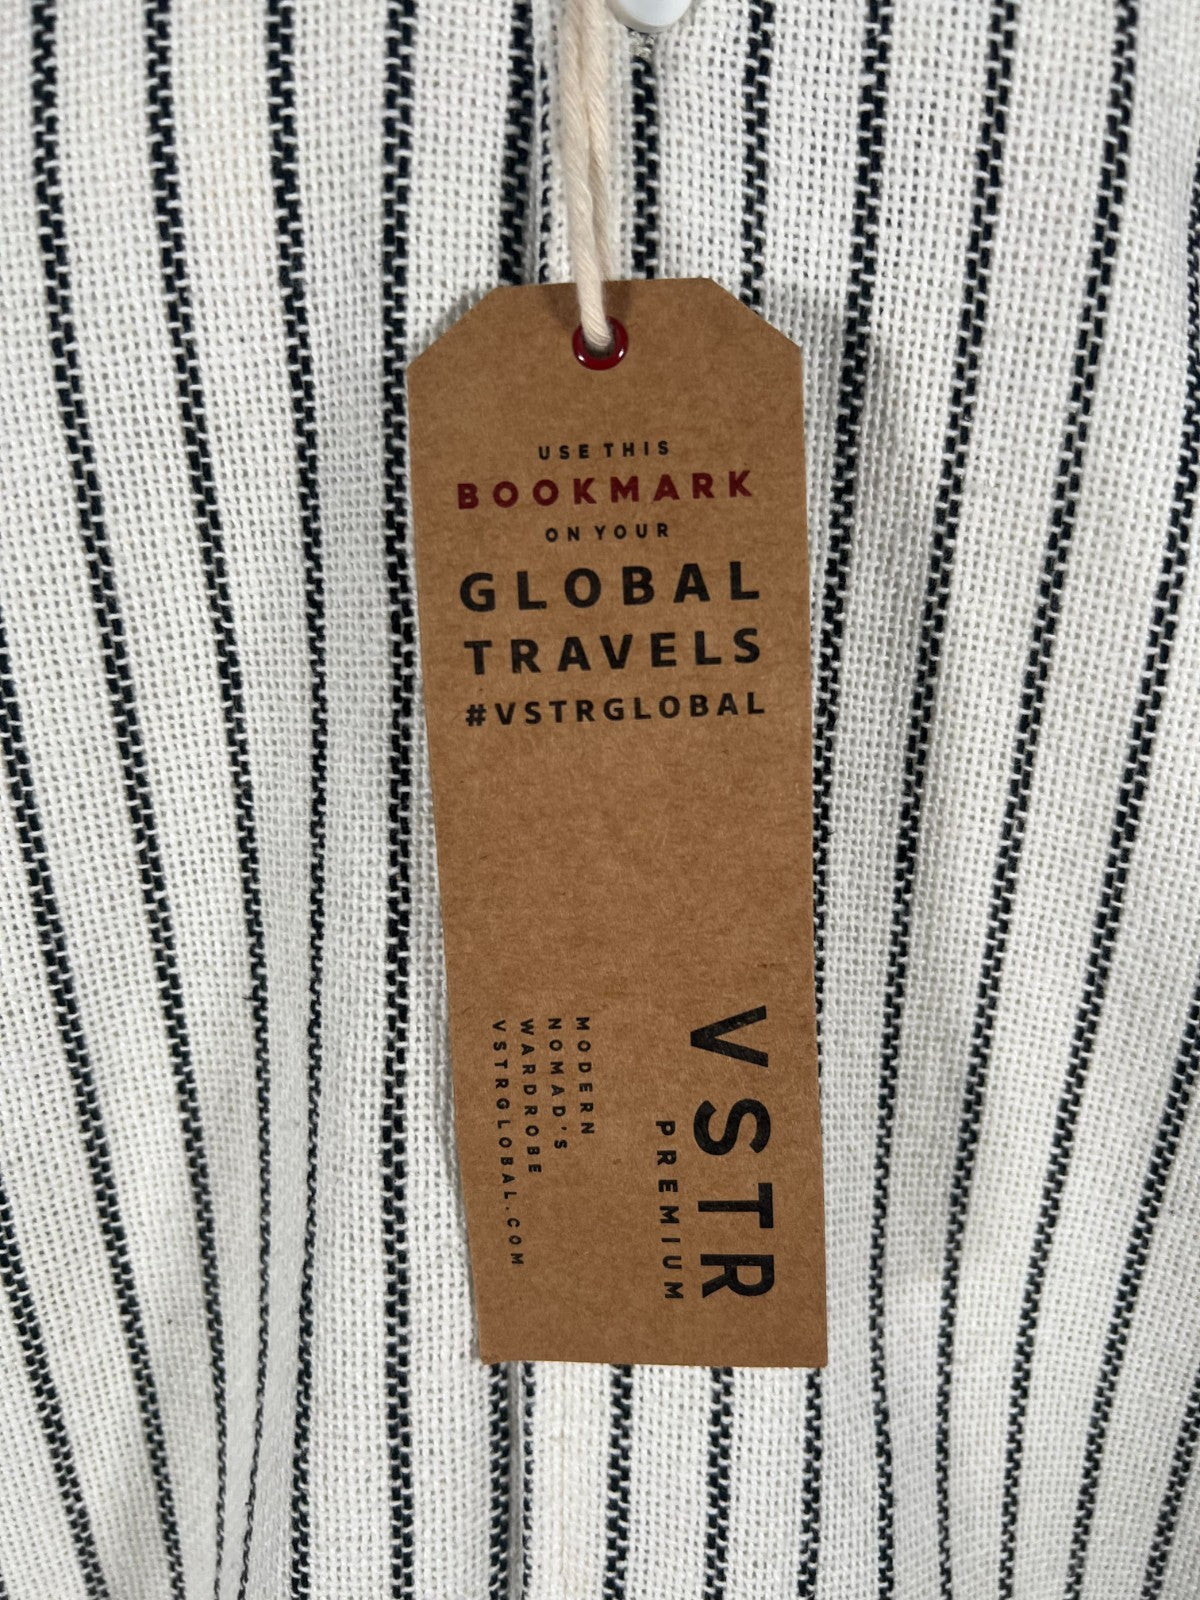 USE THIS
BOOKMARK
ON YOUR
GLOBAL
TRAVELS
#VSTRGLOBAL
VSTR
PREMIUM
MODERN
NOMAD'S
WARDROBE
VSTRGLOBAL.COM